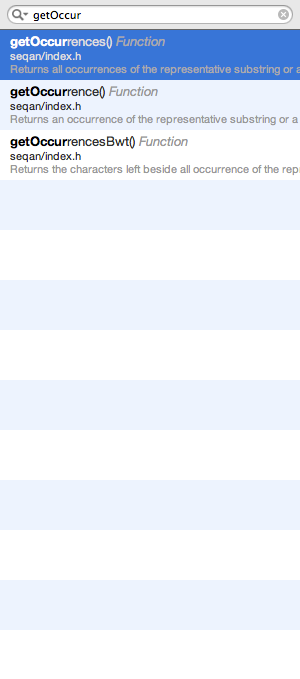 getOccur
getOccurrences() Function
seqan/index.h
Returns all occurrences of the representative substring or a
getOccurrence() Function
seqan/index.h
Returns an occurrence of the representative substring or a
getOccurrencesBwt() Function
seqan/index.h
Returns the characters left beside all occurrence of the rep